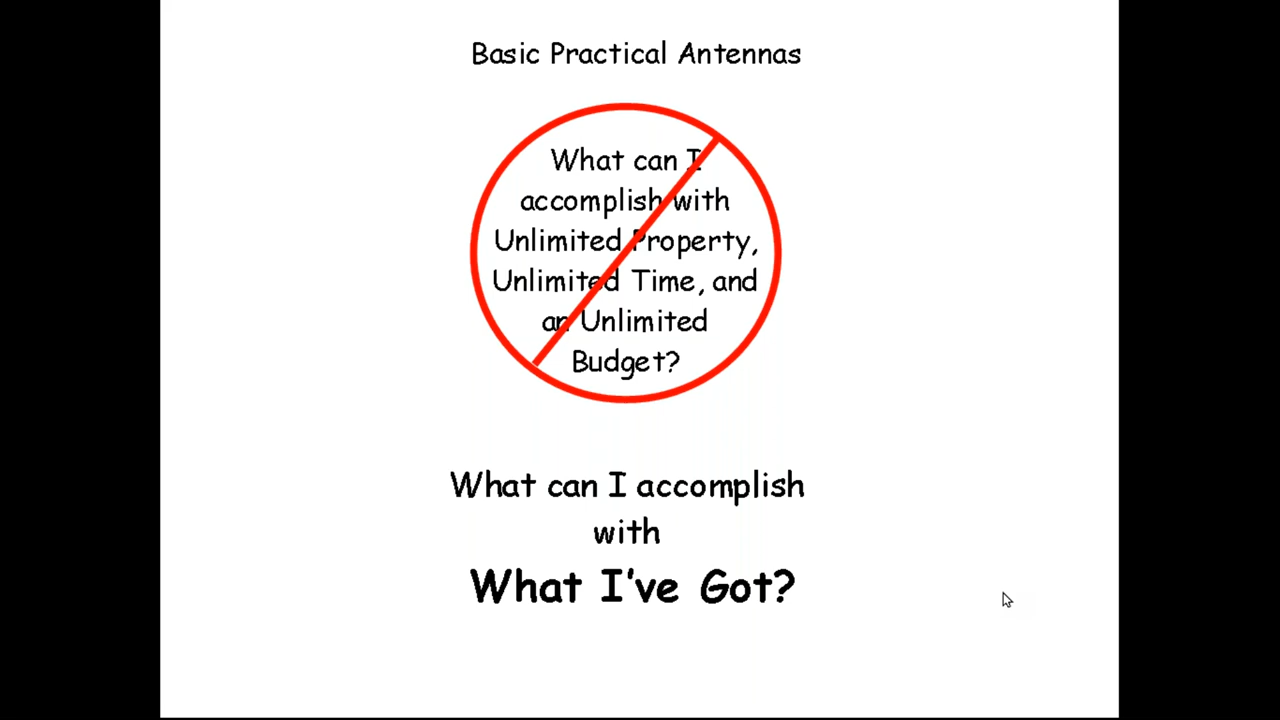 Basic Practical Antennas
What can I
accomplish with
Unlimited Property,
Unlimited Time, and
an Unlimited
Budget?
What can I accomplish
with
What I've Got?